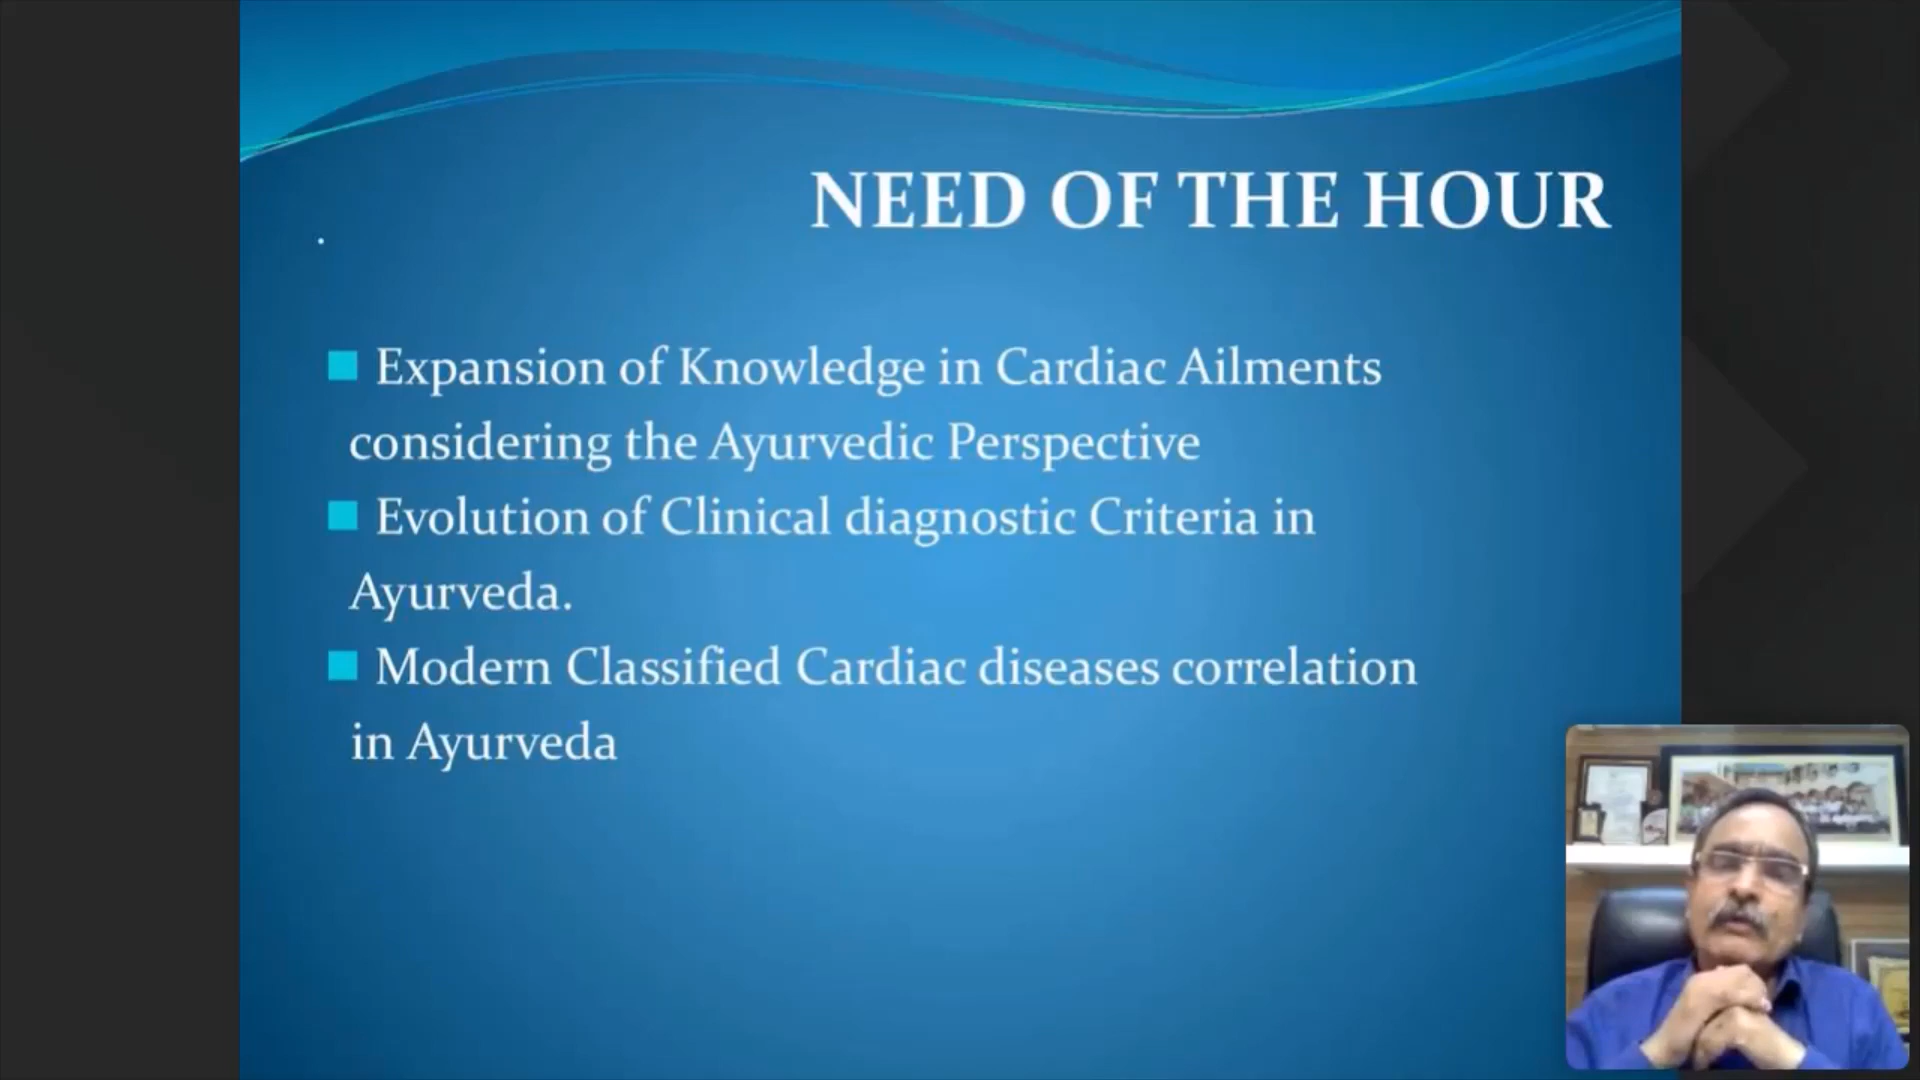 NEED OF THE HOUR
.
Expansion of Knowledge in Cardiac Ailments
considering the Ayurvedic Perspective
Evolution of Clinical diagnostic Criteria in
Ayurveda.
Modern Classified Cardiac diseases correlation
in Ayurveda